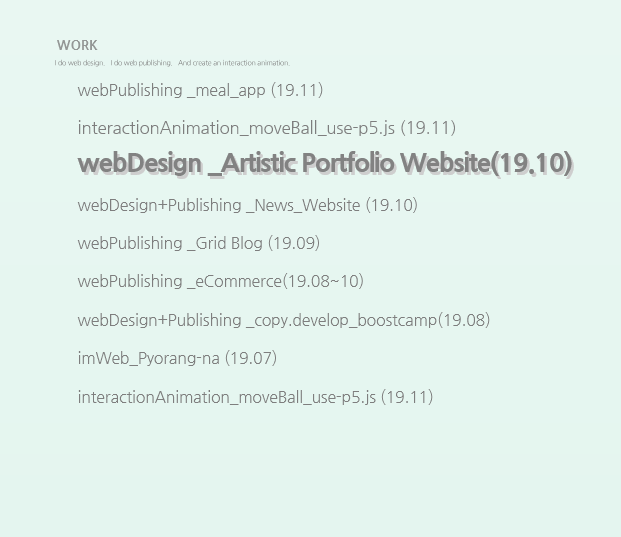 WORK
I do web design. I do web publishing. And create an interaction animation.
webPublishing _meal_app (19.11)
interactionAnimation_moveBall_use-p5.js (19.11)
webDesign _Artistic Portfolio Website(19.10)
webDesign+Publishing _News_Website (19.10)
webPublishing _Grid Blog (19.09)
webPublishing _eCommerce(19.08~10)
webDesign+Publishing _copy.develop_boostcamp(19.08)
imWeb_Pyorang-na (19.07)
interactionAnimation_moveBall_use-p5.js (19.11)